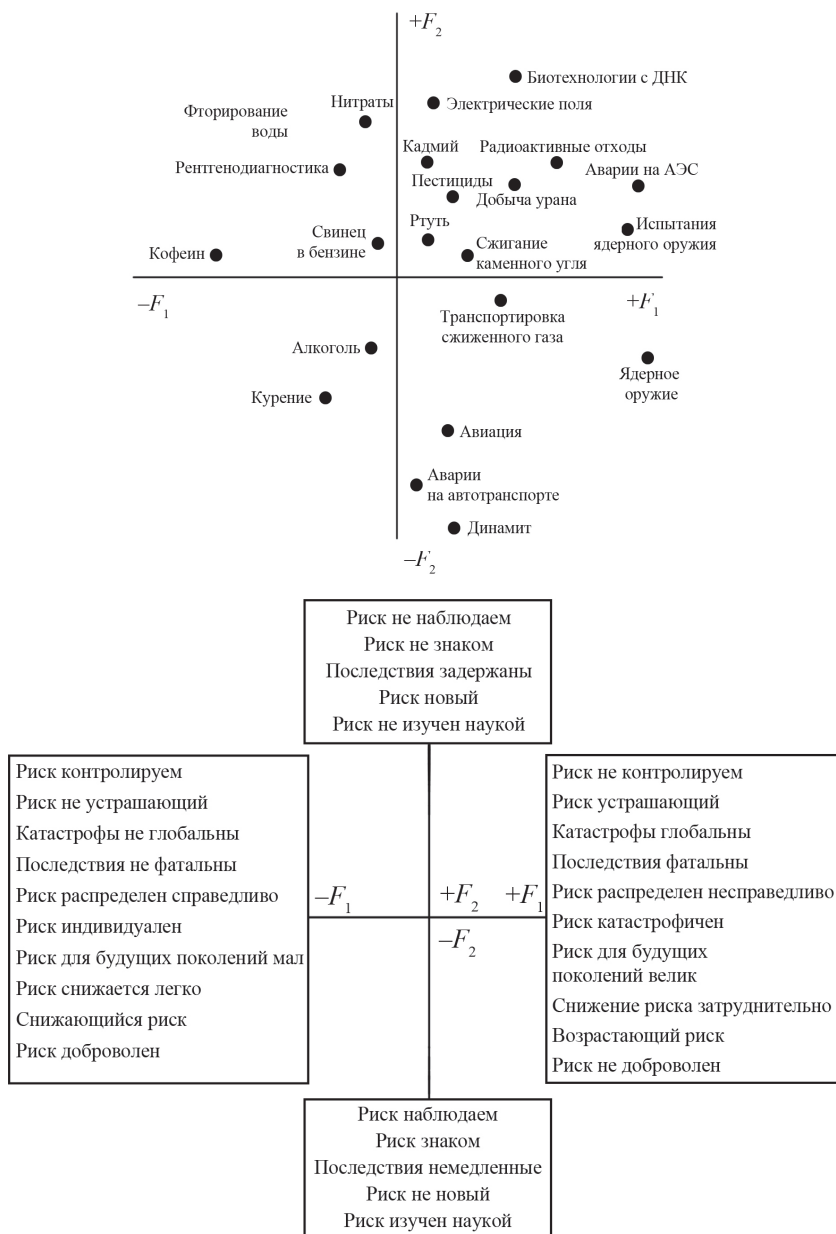 +F₂
Биотехнологии с ДНК
Нитраты
Электрические поля
Фторирование
воды
Кадмий
Радиоактивные отходы
Рентгенодиагностика
Пестициды
Аварии на АЭС
Добыча урана
Ртуть
Испытания
ядерного оружия
Свинец
в бензине
Кофеин
Сжигание
каменного угля
–F₁
+F₁
Транспортировка
сжиженного газа
Алкоголь
Ядерное
оружие
Курение
Авиация
Аварии
на автотранспорте
Динамит
–F₂
Риск не наблюдаем
Риск не знаком
Последствия задержаны
Риск новый
Риск не изучен наукой
Риск контролируем
Риск не устрашающий
Катастрофы не глобальны
Последствия не фатальны
Риск распределен справедливо
Риск индивидуален
Риск для будущих поколений мал
Риск снижается легко
Снижающийся риск
Риск доброволен
–F₁
+F₂
+F₁
–F₂
Риск не контролируем
Риск устрашающий
Катастрофы глобальны
Последствия фатальны
Риск распределен несправедливо
Риск катастрофичен
Риск для будущих
поколений велик
Снижение риска затруднительно
Возрастающий риск
Риск не доброволен
Риск наблюдаем
Риск знаком
Последствия немедленные
Риск не новый
Риск изучен наукой